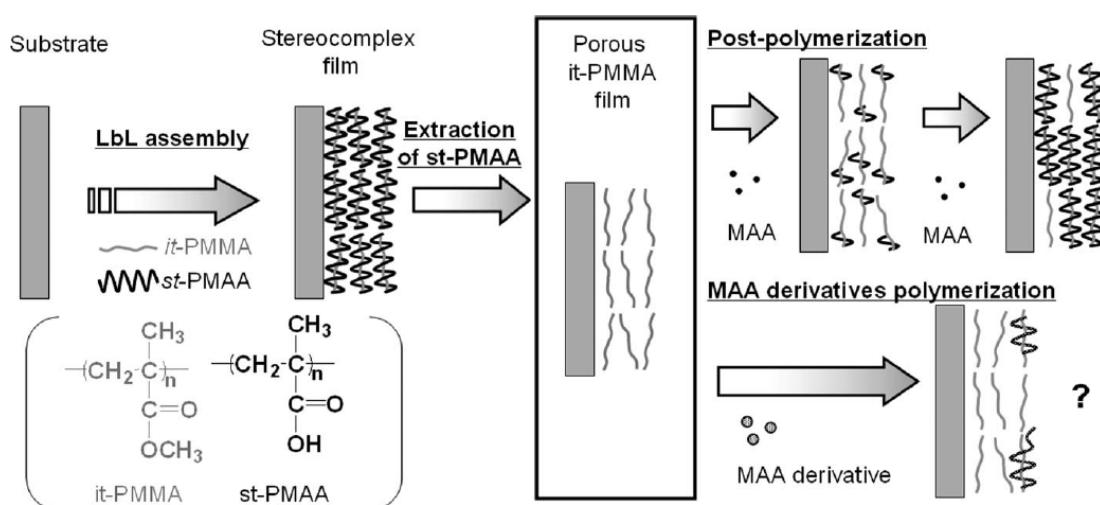 Substrate
LbL assembly
it-PMMA
st-PMAA
Stereocomplex
film
Extraction
of st-PMAA
Porous
it-PMMA
film
Post-polymerization
MAA
MAA
MAA derivatives polymerization
MAA derivative
?
CH3
(CH2—C)n
C=O
OCH3
it-PMMA
CH3
(CH2—C)n
C=O
OH
st-PMAA